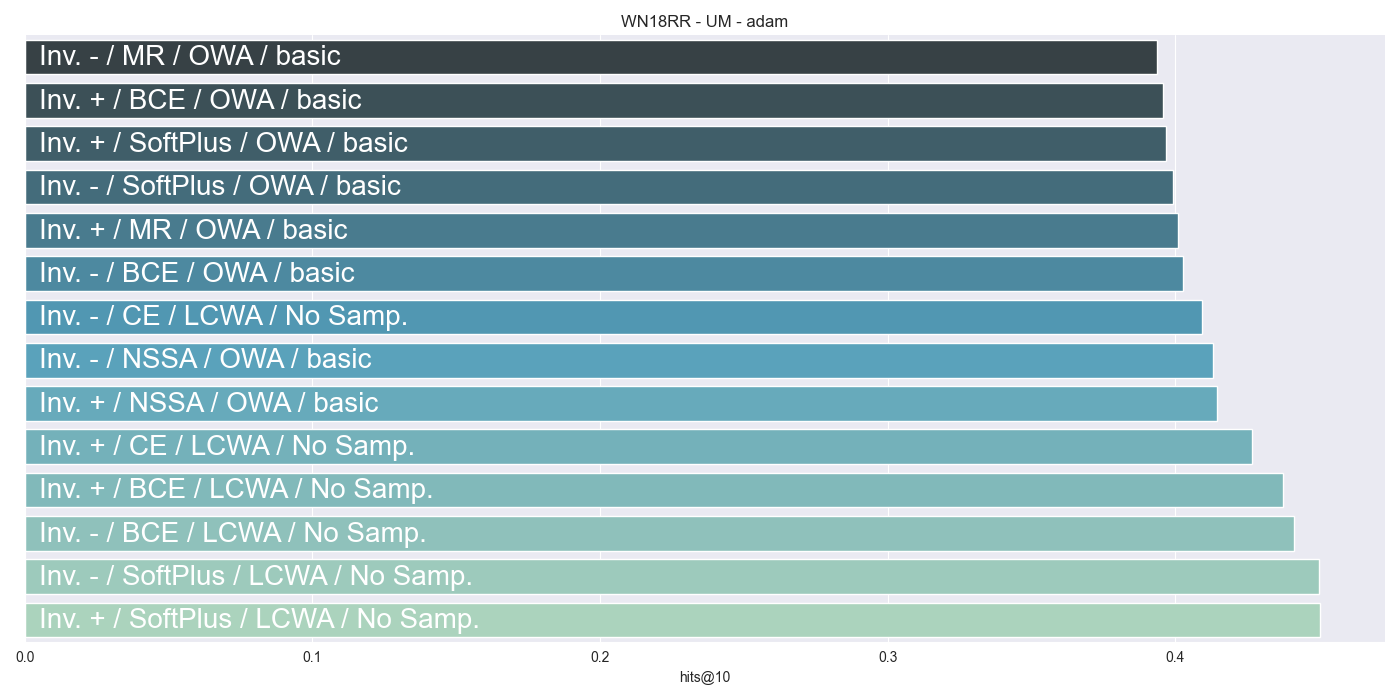 WN18RR - UM - adam
Inv. - / MR / OWA / basic
Inv. + / BCE / OWA / basic
Inv. + / SoftPlus / OWA / basic
Inv. - / SoftPlus / OWA / basic
Inv. + / MR / OWA / basic
Inv. - / BCE / OWA / basic
Inv. - / CE / LCWA / No Samp.
Inv. - / NSSA / OWA / basic
Inv. + / NSSA / OWA / basic
Inv. + / CE / LCWA / No Samp.
Inv. + / BCE / LCWA / No Samp.
Inv. - / BCE / LCWA / No Samp.
Inv. - / SoftPlus / LCWA / No Samp.
Inv. + / SoftPlus / LCWA / No Samp.
0.0 0.1 0.2 0.3 0.4
hits@10